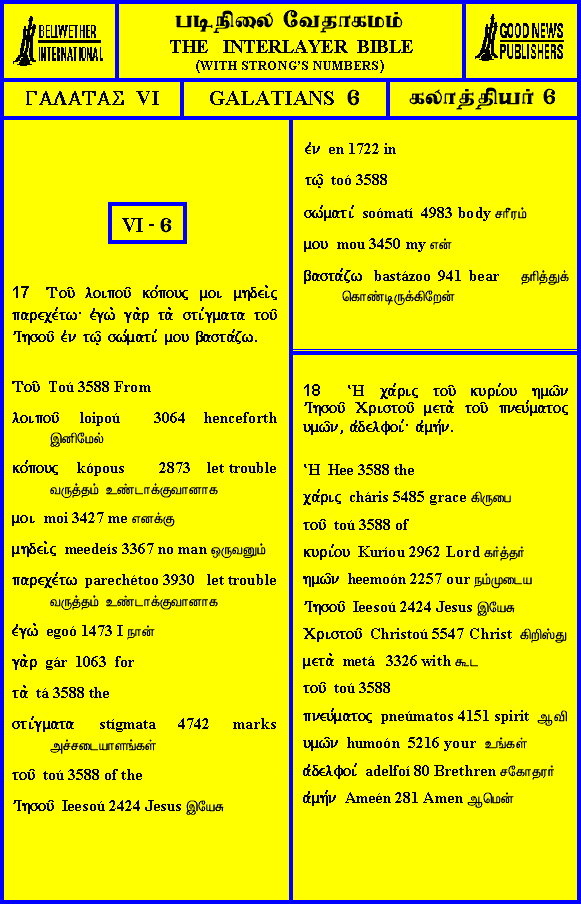 BELLWETHER
INTERNATIONAL
படிநிலை வேதாகமம்
THE INTERLAYER BIBLE
(WITH STRONG'S NUMBERS)
GOOD NEWS
PUBLISHERS
ΓΑΛΑΤΑΣ VI
GALATIANS 6
கலாத்தியர் 6
VI - 6
17 Τοῦ λοιποῦ κόπους μοι μηδεὶς
παρεχέτω· ἐγὼ γὰρ τὰ στίγματα τοῦ
Ἰησοῦ ἐν τῷ σώματί μου βαστάζω.
Τοῦ Toú 3588 From
λοιποῦ loipoú 3064 henceforth
இனிமேல்
κόπους kópous 2873 let trouble
வருத்தம் உண்டாக்குவானாக
μοι moi 3427 me எனக்கு
μηδεὶς meedeís 3367 no man ஒருவனும்
παρεχέτω parechétoo 3930 let trouble
வருத்தம் உண்டாக்குவானாக
ἐγὼ egoó 1473 I நான்
γὰρ gár 1063 for
τὰ tá 3588 the
στίγματα stígmata 4742 marks
அச்சடையாளங்கள்
τοῦ toú 3588 of the
Ἰησοῦ Ieesoú 2424 Jesus இயேசு
ἐν en 1722 in
τῷ toó 3588
σώματί soómatí 4983 body சரீரம்
μου mou 3450 my என்
βαστάζω bastázoo 941 bear தரித்துக்
கொண்டிருக்கிறேன்
18 Ἡ χάρις τοῦ κυρίου ημῶν
Ἰησοῦ Χριστοῦ μετὰ τοῦ πνεύματος
υμῶν, ἀδελφοί· ἀμήν.
Ἡ Hee 3588 the
χάρις cháris 5485 grace கிருபை
τοῦ toú 3588 of
κυρίου Kuríou 2962 Lord கர்த்தர்
ημῶν heemoón 2257 our நம்முடைய
Ἰησοῦ Ieesoú 2424 Jesus இயேசு
Χριστοῦ Christoú 5547 Christ கிறிஸ்து
μετὰ metá 3326 with கூட
τοῦ toú 3588
πνεύματος pneúmatos 4151 spirit ஆவி
υμῶν humoón 5216 your உங்கள்
ἀδελφοί adelfoí 80 Brethren சகோதரர்
ἀμήν Ameén 281 Amen ஆமென்